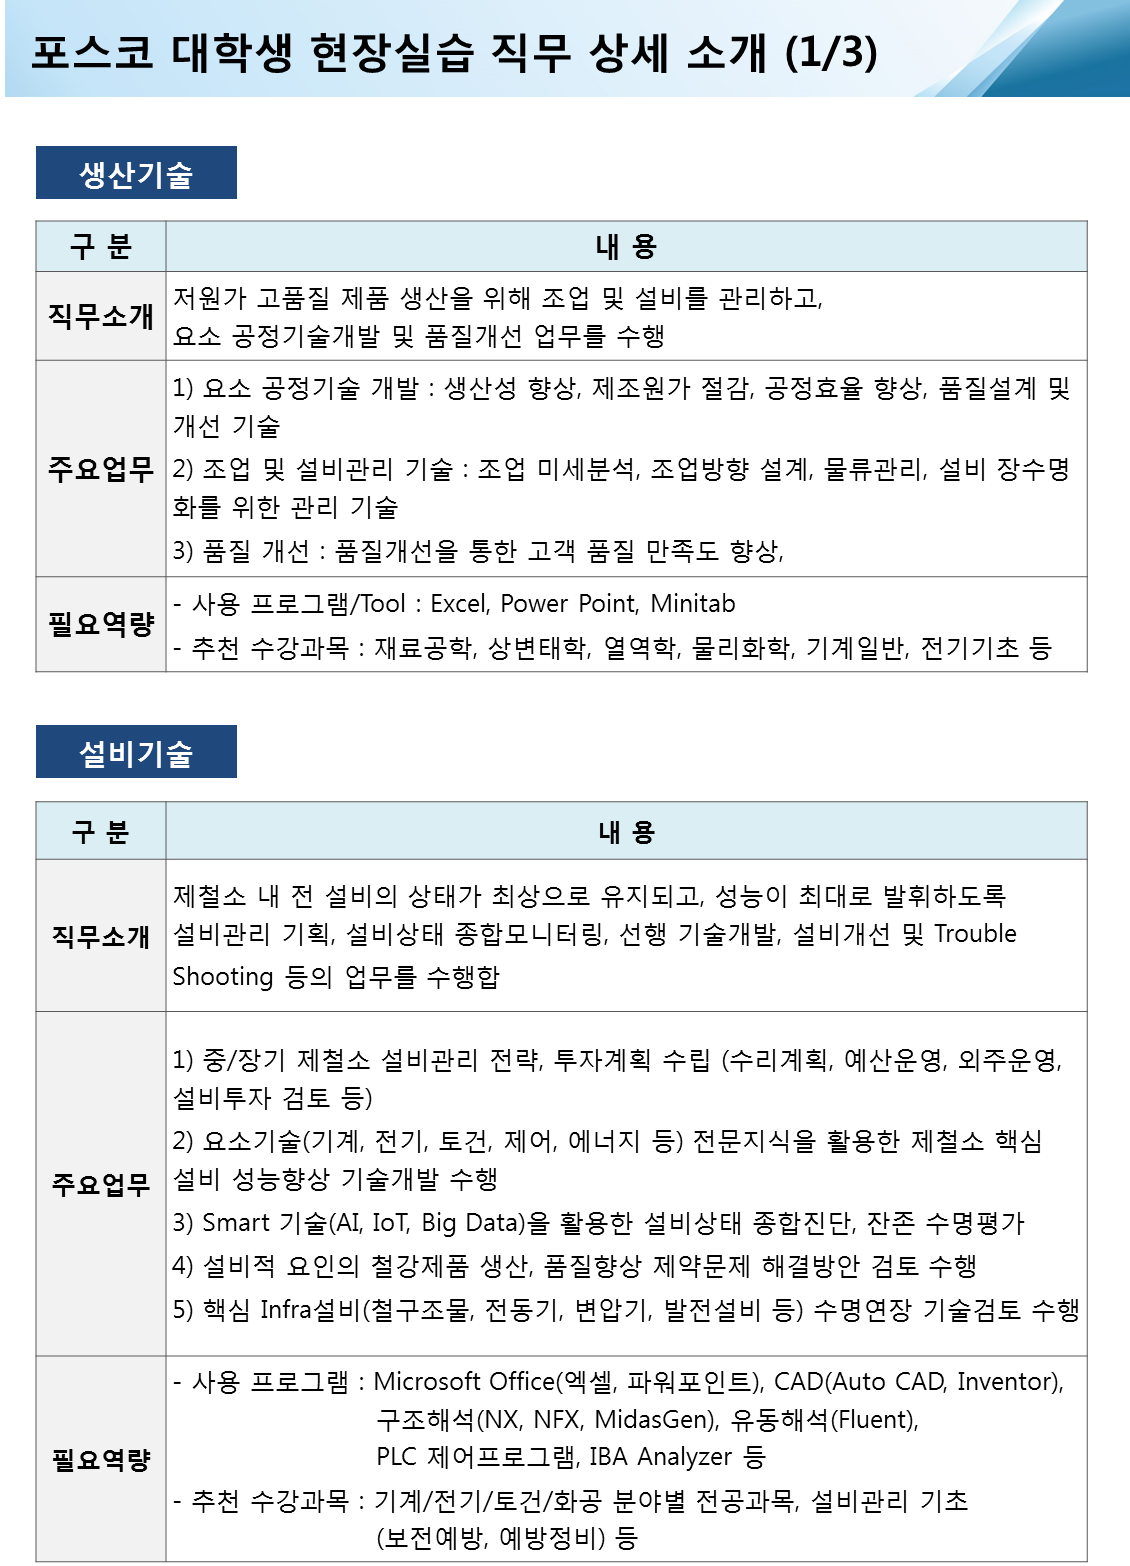 포스코 대학생 현장실습 직무 상세 소개 (1/3)
생산기술
구 분
내 용
직무소개
저원가 고품질 제품 생산을 위해 조업 및 설비를 관리하고,
요소 공정기술개발 및 품질개선 업무를 수행
주요업무
1) 요소 공정기술 개발 : 생산성 향상, 제조원가 절감, 공정효율 향상, 품질설계 및
개선 기술
2) 조업 및 설비관리 기술 : 조업 미세분석, 조업방향 설계, 물류관리, 설비 장수명
화를 위한 관리 기술
3) 품질 개선 : 품질개선을 통한 고객 품질 만족도 향상,
필요역량
- 사용 프로그램/Tool : Excel, Power Point, Minitab
- 추천 수강과목 : 재료공학, 상변태학, 열역학, 물리화학, 기계일반, 전기기초 등
설비기술
구 분
내 용
직무소개
제철소 내 전 설비의 상태가 최상으로 유지되고, 성능이 최대로 발휘하도록
설비관리 기획, 설비상태 종합모니터링, 선행 기술개발, 설비개선 및 Trouble
Shooting 등의 업무를 수행합
주요업무
1) 중/장기 제철소 설비관리 전략, 투자계획 수립 (수리계획, 예산운영, 외주운영,
설비투자 검토 등)
2) 요소기술(기계, 전기, 토건, 제어, 에너지 등) 전문지식을 활용한 제철소 핵심
설비 성능향상 기술개발 수행
3) Smart 기술(AI, IoT, Big Data)을 활용한 설비상태 종합진단, 잔존 수명평가
4) 설비적 요인의 철강제품 생산, 품질향상 제약문제 해결방안 검토 수행
5) 핵심 Infra설비(철구조물, 전동기, 변압기, 발전설비 등) 수명연장 기술검토 수행
필요역량
- 사용 프로그램 : Microsoft Office(엑셀, 파워포인트), CAD(Auto CAD, Inventor),
구조해석(NX, NFX, MidasGen), 유동해석(Fluent),
PLC 제어프로그램, IBA Analyzer 등
- 추천 수강과목 : 기계/전기/토건/화공 분야별 전공과목, 설비관리 기초
(보전예방, 예방정비) 등